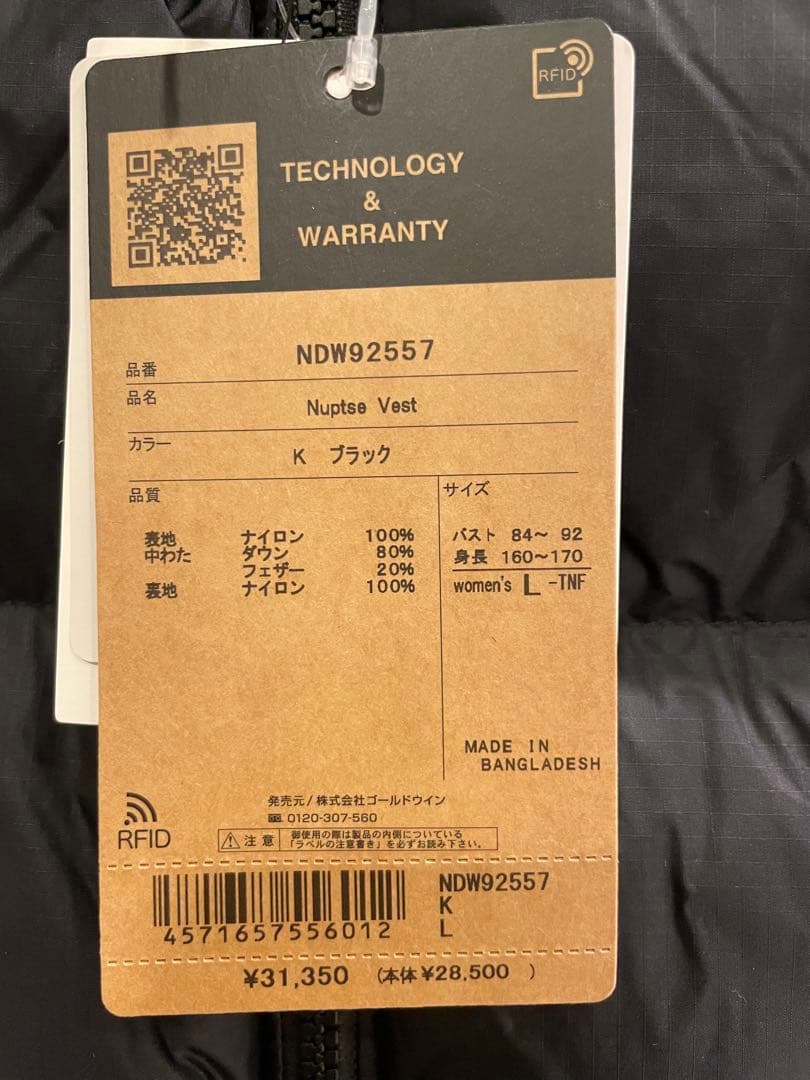 RFID
TECHNOLOGY
&
WARRANTY
品番 NDW92557
品名 Nuptse Vest
カラー K ブラック
品質
表地 ナイロン 100%
中わた ダウン 80%
フェザー 20%
裏地 ナイロン 100%
サイズ
バスト 84〜 92
身長 160〜170
women's L -TNF
MADE IN
BANGLADESH
RFID
発売元/株式会社ゴールドウイン
0120-307-560
注意 御使用の際は製品の内側についている
「ラベルの注意書き」を必ずお読み下さい。
4571657556012
NDW92557
K
L
¥31,350 (本体¥28,500 )